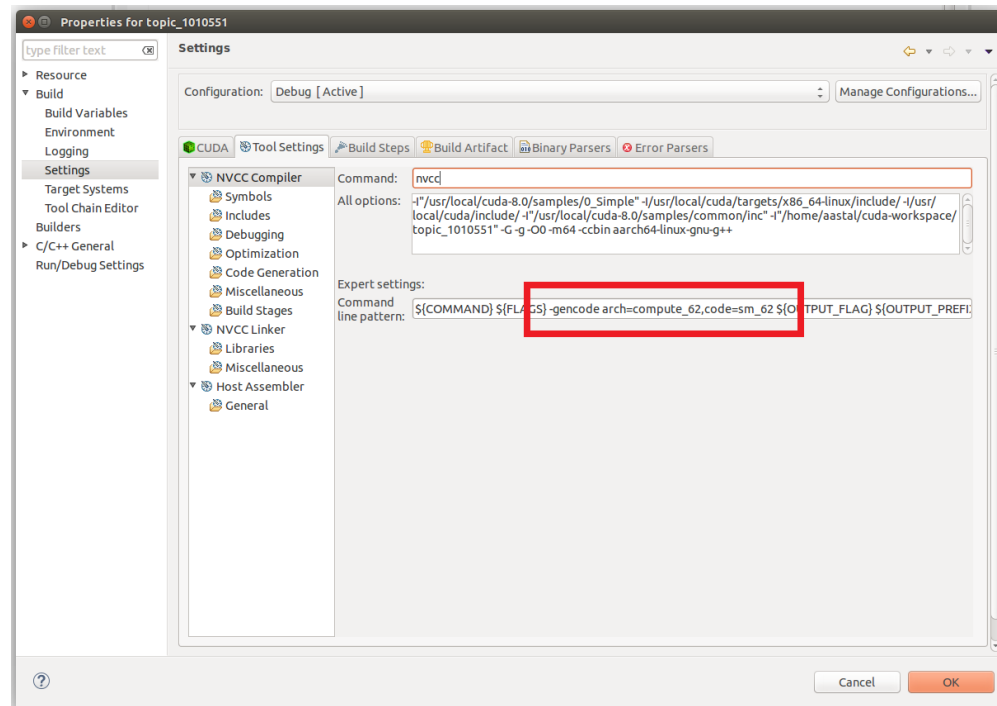 Properties for topic_1010551
type filter text
Settings
Resource
Build
Build Variables
Environment
Logging
Settings
Target Systems
Tool Chain Editor
Builders
C/C++ General
Run/Debug Settings
Configuration: Debug [ Active ]
Manage Configurations...
CUDA Tool Settings Build Steps Build Artifact Binary Parsers Error Parsers
NVCC Compiler
Symbols
Includes
Debugging
Optimization
Code Generation
Miscellaneous
Build Stages
NVCC Linker
Libraries
Miscellaneous
Host Assembler
General
Command: nvcc
All options: -I"/usr/local/cuda-8.0/samples/0_Simple" -I/usr/local/cuda/targets/x86_64-linux/include/ -I/usr/
local/cuda/include/ -I"/usr/local/cuda-8.0/samples/common/inc" -I"/home/aastal/cuda-workspace/
topic_1010551" -G -g -O0 -m64 -ccbin aarch64-linux-gnu-g++
Expert settings:
Command
line pattern: ${COMMAND} ${FLAGS} -gencode arch=compute_62,code=sm_62 ${OUTPUT_FLAG} ${OUTPUT_PREFI
Cancel
OK